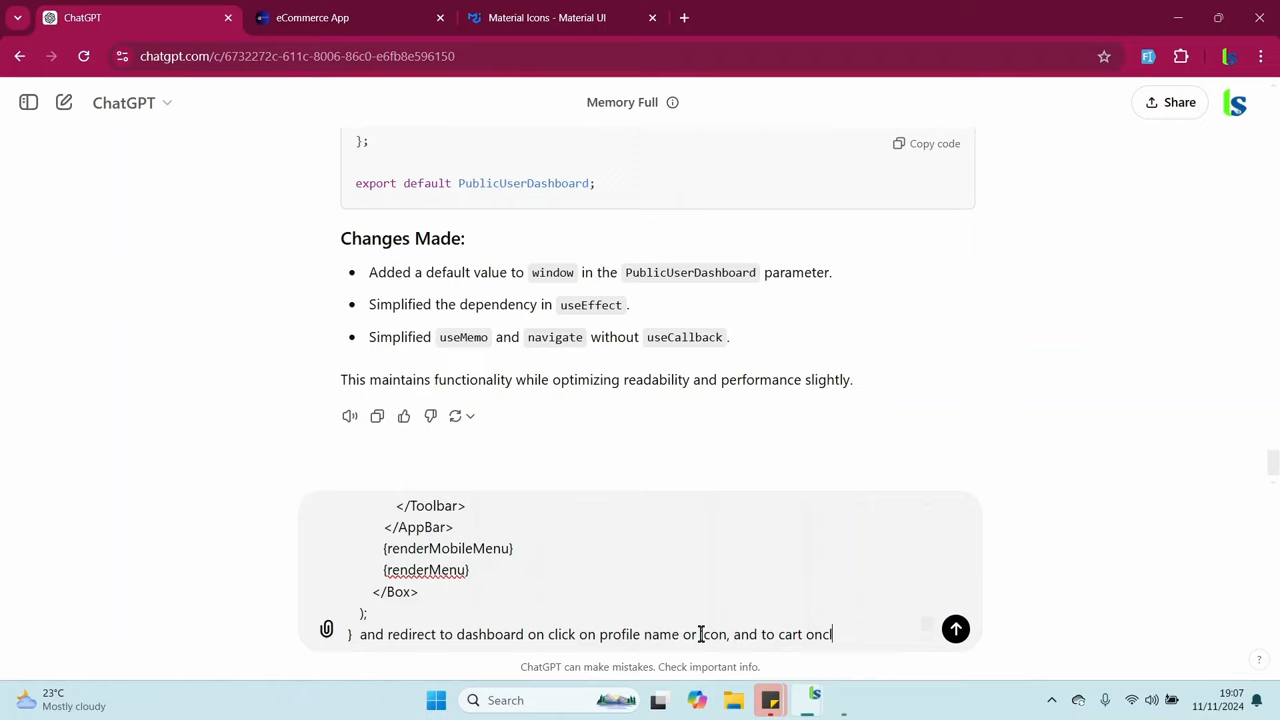 ChatGPT
eCommerce App
Material Icons - Material UI
chatgpt.com/c/6732272c-611c-8006-86c0-e6fb8e596150
ChatGPT
Memory Full
Share
};
Copy code
export default PublicUserDashboard;
Changes Made:
Added a default value to window in the PublicUserDashboard parameter.
Simplified the dependency in useEffect.
Simplified useMemo and navigate without useCallback.
This maintains functionality while optimizing readability and performance slightly.
</Toolbar>
</AppBar>
{renderMobileMenu}
{renderMenu}
</Box>
);
} and redirect to dashboard on click on profile name or icon, and to cart oncl
ChatGPT can make mistakes. Check important info.
?
23°C
Mostly cloudy
Search
19:07
11/11/2024